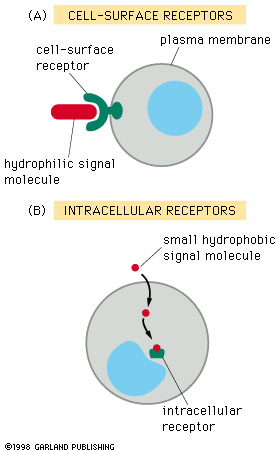 (A) CELL-SURFACE RECEPTORS
plasma membrane
cell-surface
receptor
hydrophilic signal
molecule
(B) INTRACELLULAR RECEPTORS
small hydrophobic
signal molecule
intracellular
receptor
©1998 GARLAND PUBLISHING